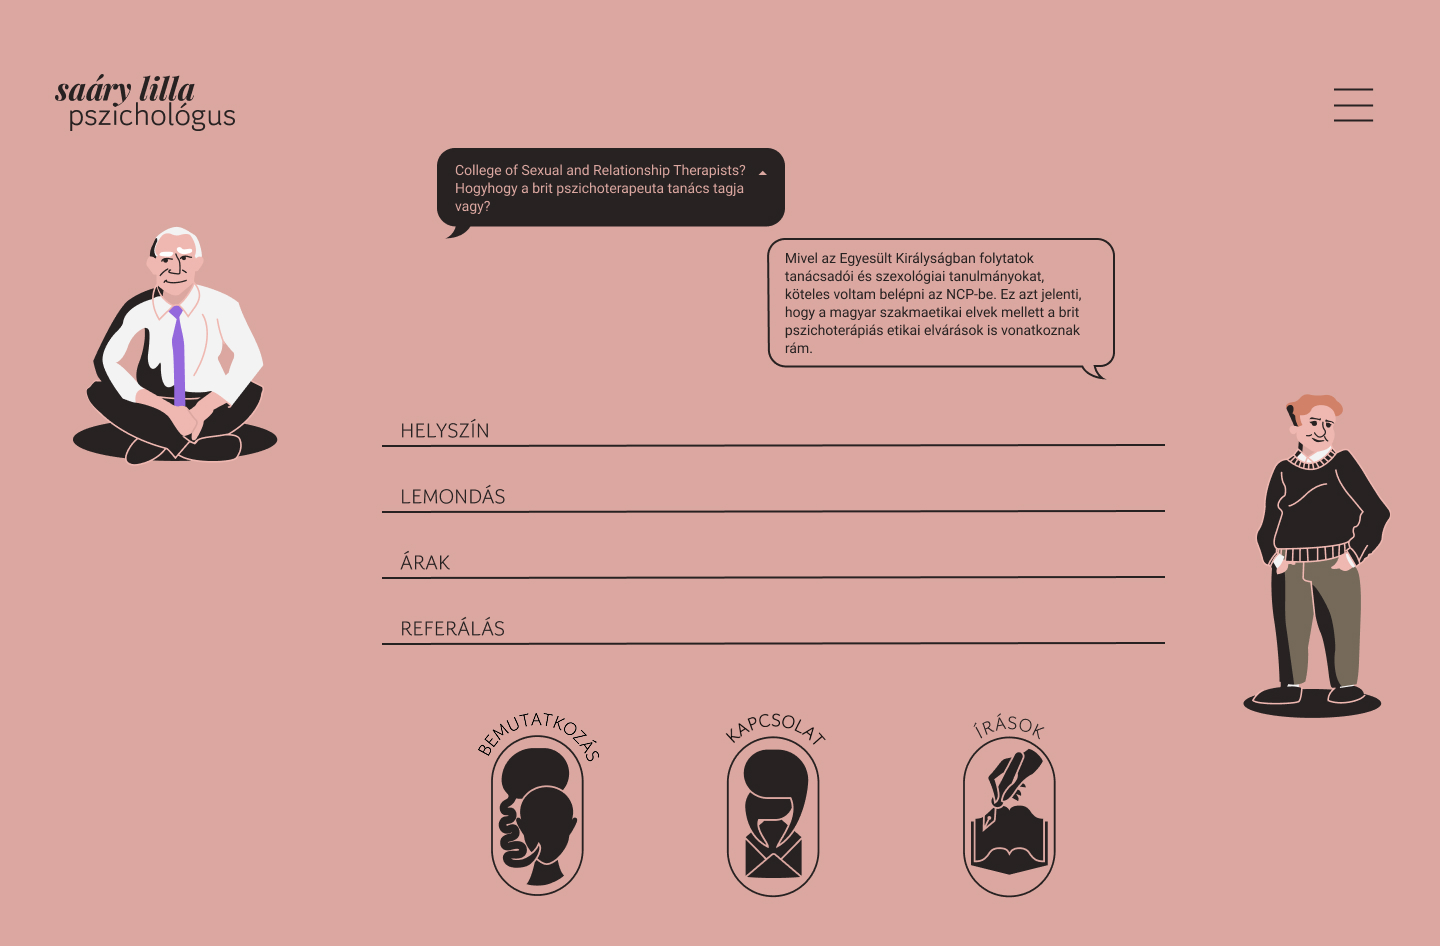 saáry lilla
pszichológus
College of Sexual and Relationship Therapists?
Hogyhogy a brit pszichoterapeuta tanács tagja
vagy?
Mivel az Egyesült Királyságban folytatok
tanácsadói és szexológiai tanulmányokat,
köteles voltam belépni az NCP-be. Ez azt jelenti,
hogy a magyar szakmaetikai elvek mellett a brit
pszichoterápiás etikai elvárások is vonatkoznak
rám.
HELYSZÍN
LEMONDÁS
ÁRAK
REFERÁLÁS
BEMUTATKOZÁS
KAPCSOLAT
ÍRÁSOK